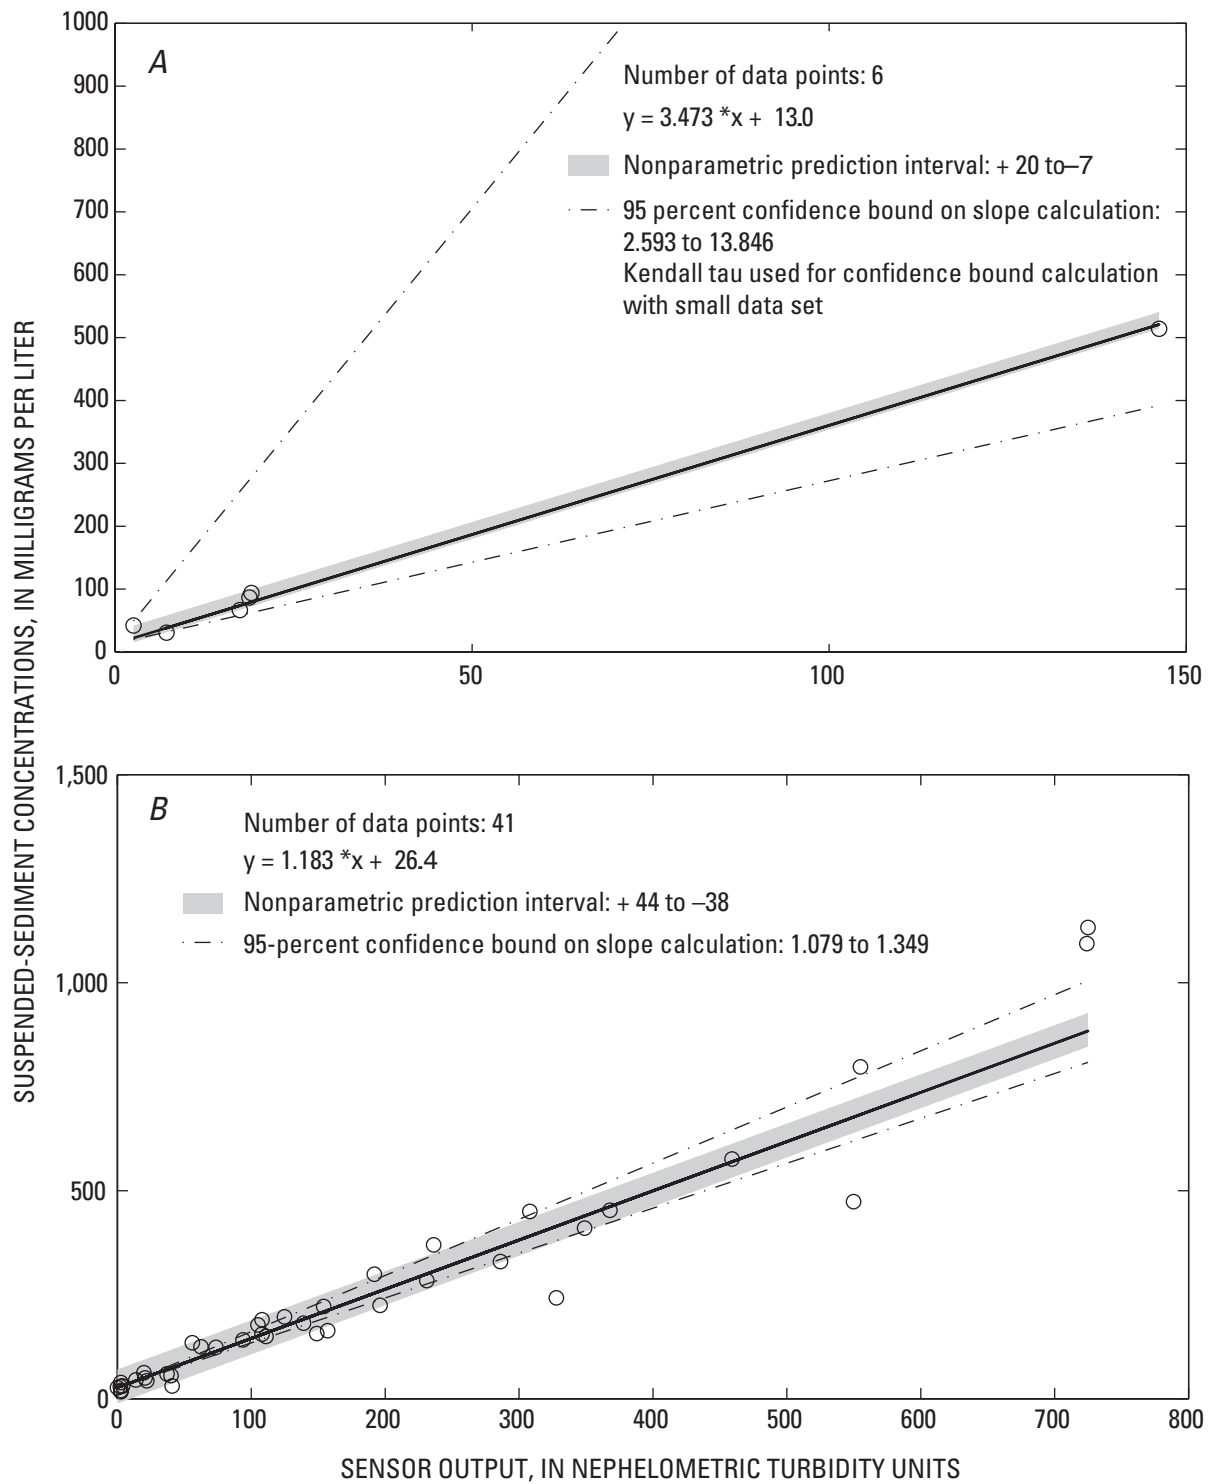 SUSPENDED-SEDIMENT CONCENTRATIONS, IN MILLIGRAMS PER LITER
A
1000
900
800
700
600
500
400
300
200
100
0
Number of data points: 6
y = 3.473 *x + 13.0
Nonparametric prediction interval: + 20 to–7
95 percent confidence bound on slope calculation:
2.593 to 13.846
Kendall tau used for confidence bound calculation
with small data set
0 50 100 150
B
1,500
1,000
500
0
Number of data points: 41
y = 1.183 *x + 26.4
Nonparametric prediction interval: + 44 to –38
95-percent confidence bound on slope calculation: 1.079 to 1.349
0 100 200 300 400 500 600 700 800
SENSOR OUTPUT, IN NEPHELOMETRIC TURBIDITY UNITS